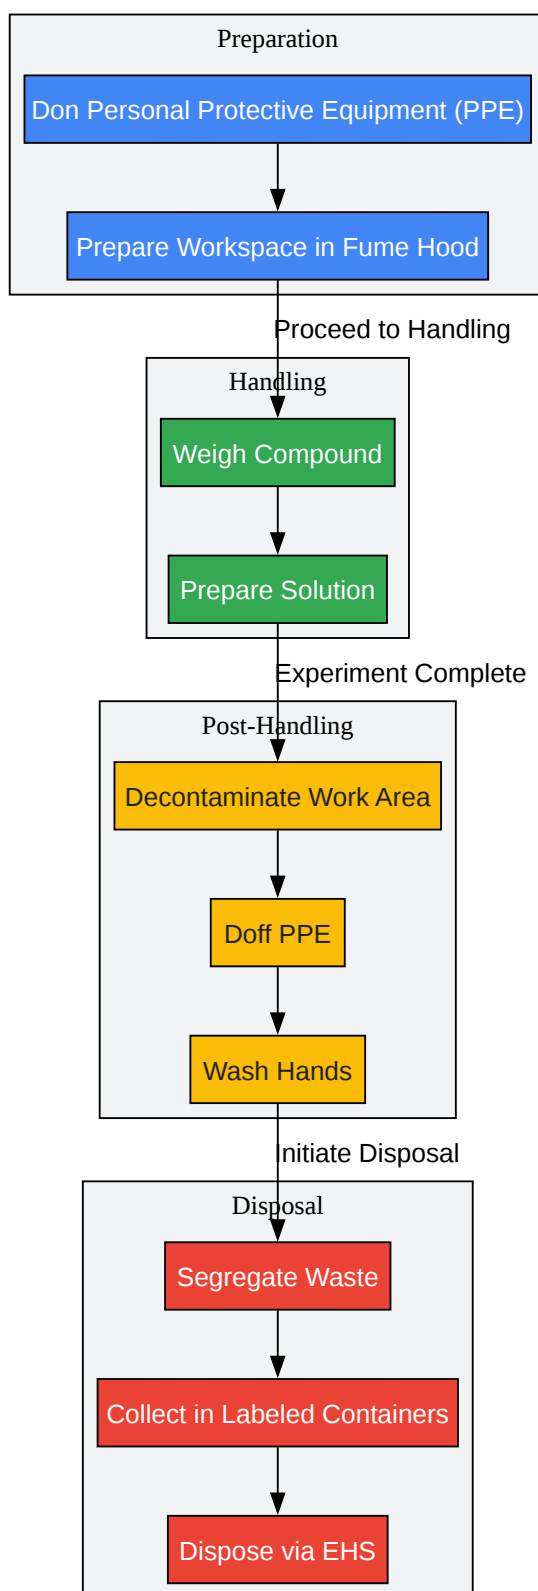 Preparation
Don Personal Protective Equipment (PPE)
Prepare Workspace in Fume Hood
Proceed to Handling
Handling
Weigh Compound
Prepare Solution
Experiment Complete
Post-Handling
Decontaminate Work Area
Doff PPE
Wash Hands
Initiate Disposal
Disposal
Segregate Waste
Collect in Labeled Containers
Dispose via EHS